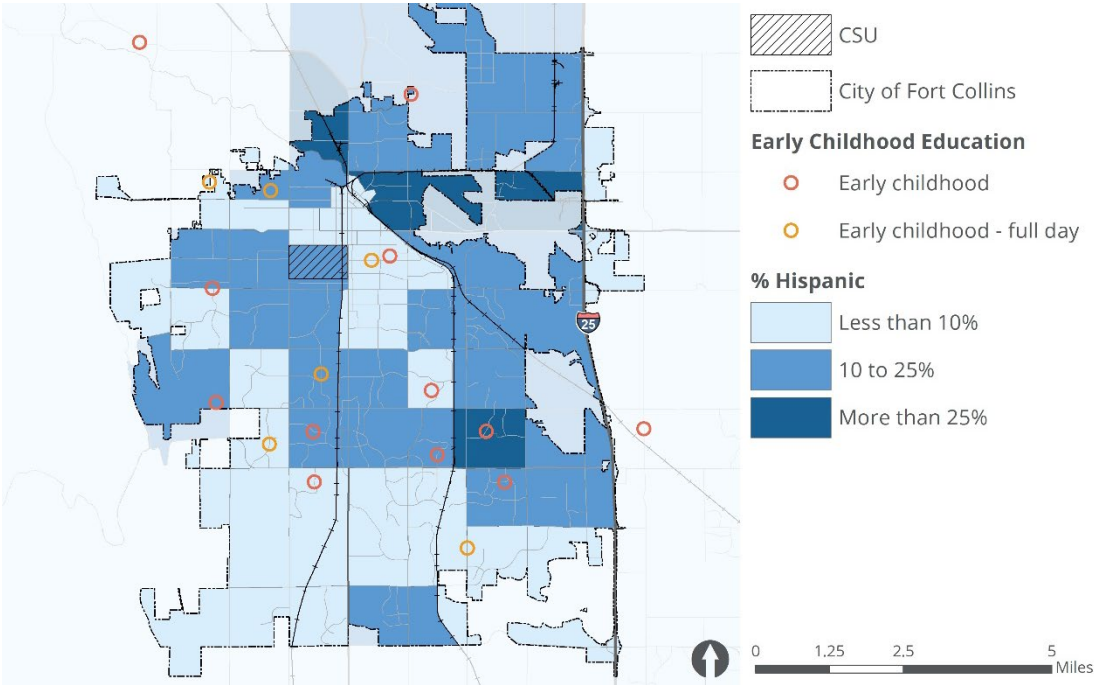 CSU
City of Fort Collins
Early Childhood Education
Early childhood
Early childhood - full day
% Hispanic
Less than 10%
10 to 25%
More than 25%
25
0 1.25 2.5 5
Miles